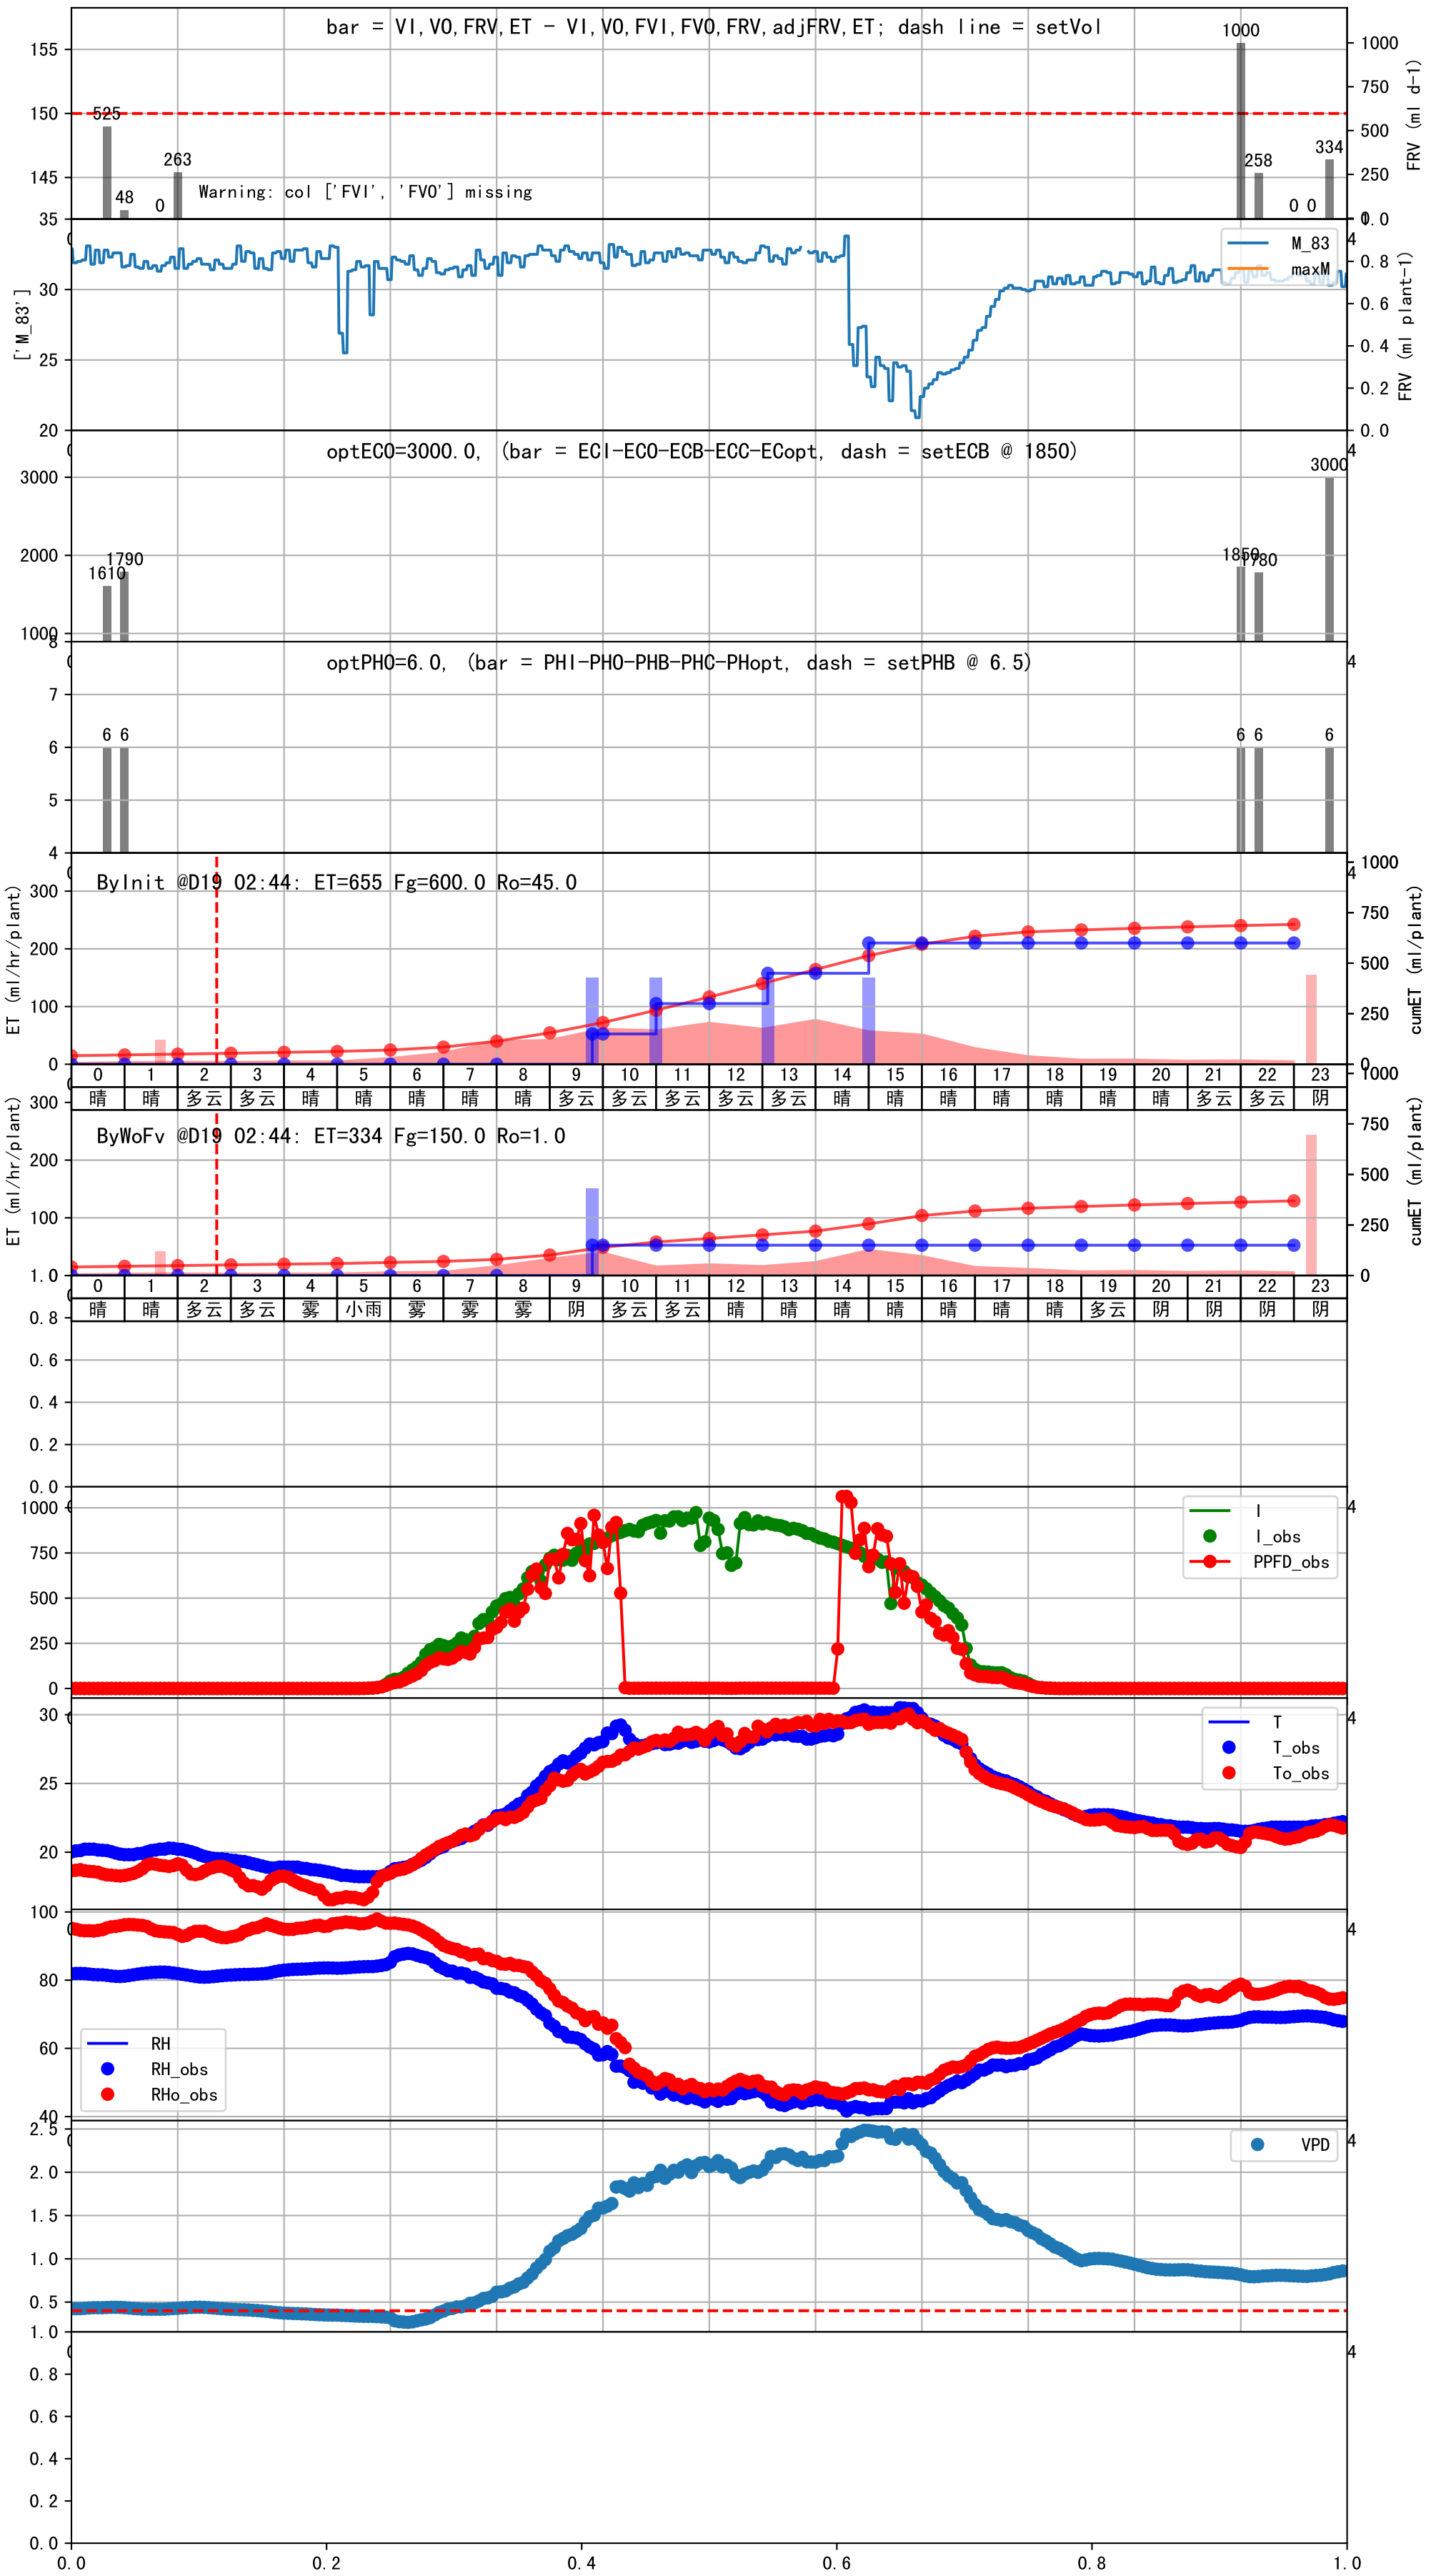 bar = VI,VO,FRV,ET - VI,VO,FVI,FVO,FRV,adjFRV,ET; dash line = setVol
155
150
145
525
48
0
263
Warning: col ['FVI', 'FVO'] missing
1000
258
0
0
334
1000
750
500
250
0
FRV (ml d-1)
35
30
25
20
['M_83']
M_83
maxM
1.0
0.8
0.6
0.4
0.2
0.0
FRV (ml plant-1)
optECO=3000.0, (bar = ECI-ECO-ECB-ECC-ECopt, dash = setECB @ 1850)
3000
2000
1000
1610
1790
1850
1780
3000
optPHO=6.0, (bar = PHI-PHO-PHB-PHC-PHopt, dash = setPHB @ 6.5)
8
7
6
5
4
6 6
6 6
6
ByInit @D19 02:44: ET=655 Fg=600.0 Ro=45.0
300
200
100
0
ET (ml/hr/plant)
1000
750
500
250
0
cumET (ml/plant)
0 1 2 3 4 5 6 7 8 9 10 11 12 13 14 15 16 17 18 19 20 21 22 23
晴 晴 多云 多云 晴 晴 晴 晴 晴 多云 多云 多云 多云 多云 晴 晴 晴 晴 晴 晴 晴 多云 多云 阴
ByWoFv @D19 02:44: ET=334 Fg=150.0 Ro=1.0
300
200
100
ET (ml/hr/plant)
1000
750
500
250
0
cumET (ml/plant)
0 1 2 3 4 5 6 7 8 9 10 11 12 13 14 15 16 17 18 19 20 21 22 23
晴 晴 多云 多云 雾 小雨 雾 雾 雾 阴 多云 多云 晴 晴 晴 晴 晴 晴 晴 多云 阴 阴 阴 阴
1.0
0.8
0.6
0.4
0.2
0.0
1000
750
500
250
0
I
I_obs
PPFD_obs
30
25
20
T
T_obs
To_obs
100
80
60
40
RH
RH_obs
RHo_obs
2.5
2.0
1.5
1.0
0.5
VPD
1.0
0.8
0.6
0.4
0.2
0.0
0.0 0.2 0.4 0.6 0.8 1.0